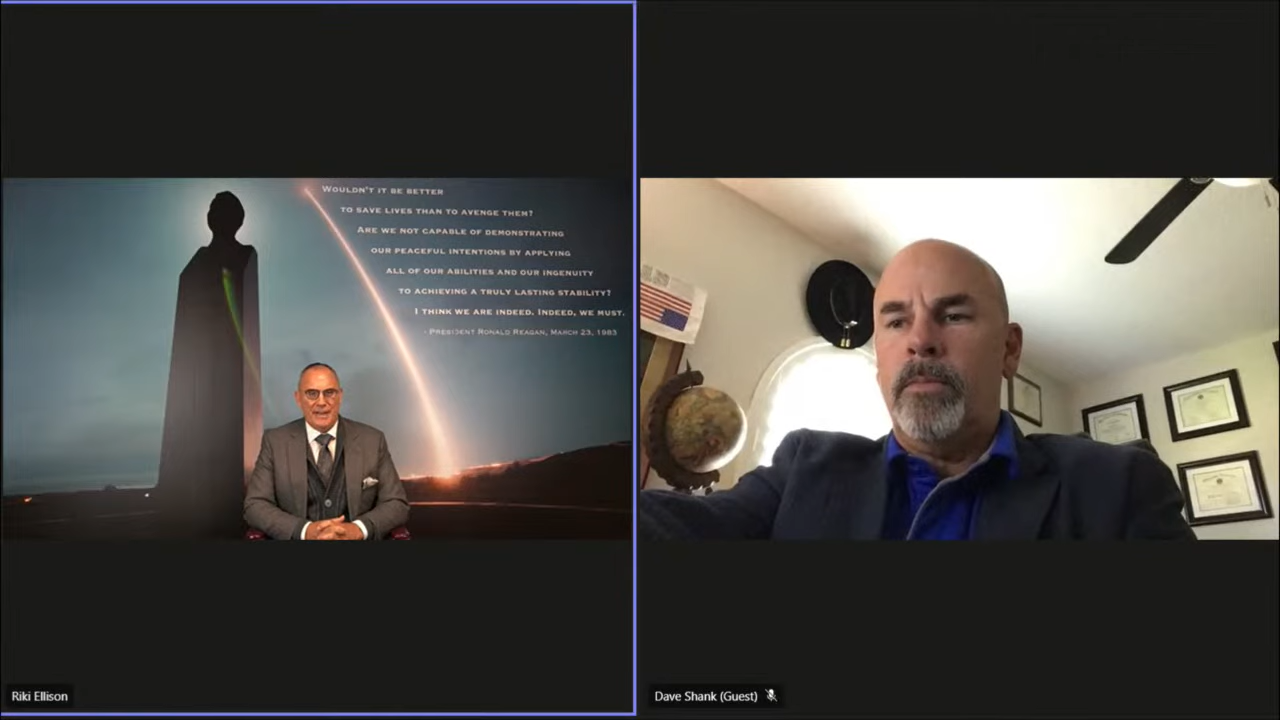 WOULDN'T IT BE BETTER
TO SAVE LIVES THAN TO AVENGE THEM?
ARE WE NOT CAPABLE OF DEMONSTRATING
OUR PEACEFUL INTENTIONS BY APPLYING
ALL OF OUR ABILITIES AND OUR INGENUITY
TO ACHIEVING A TRULY LASTING STABILITY?
I THINK WE ARE INDEED. INDEED, WE MUST.
- PRESIDENT RONALD REAGAN, MARCH 23, 1983
Riki Ellison
Dave Shank (Guest)